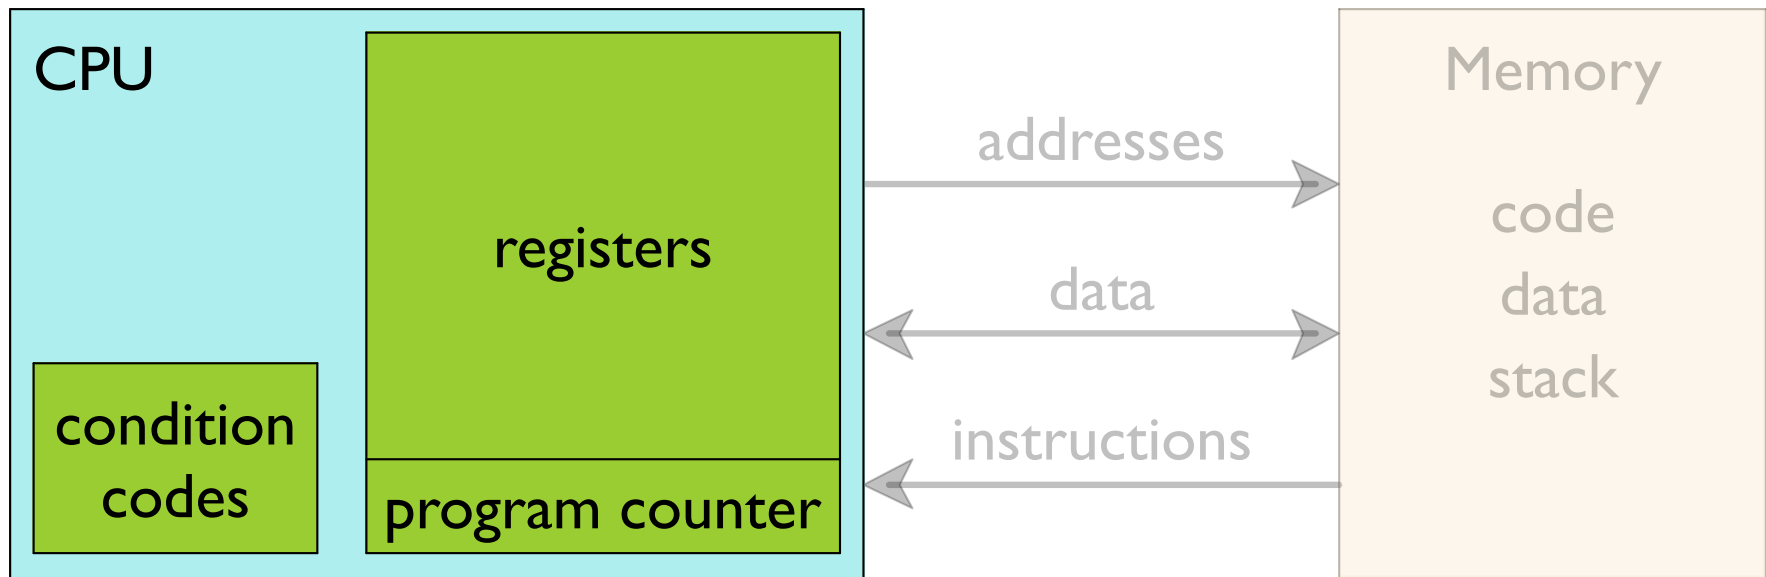 CPU
registers
condition
codes
program counter
addresses
data
instructions
Memory
code
data
stack